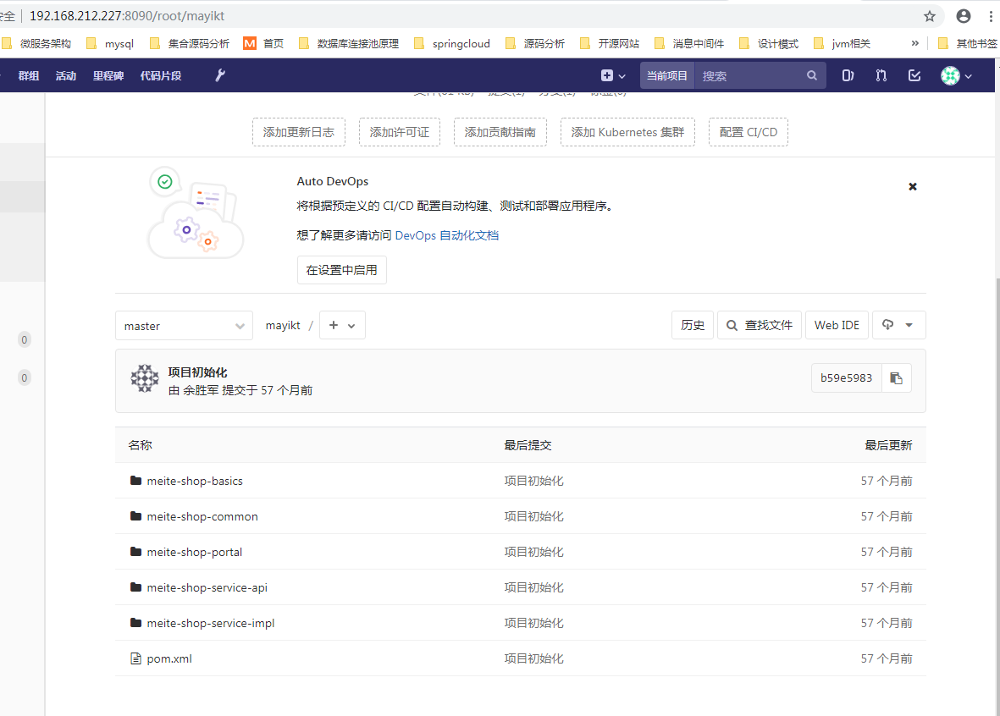 安全 192.168.212.227:8090/root/mayikt
微服务架构 mysql 集合源码分析 首页 数据库连接池原理 springcloud 源码分析 开源网站 消息中间件 设计模式 jvm相关 » 其他书签
群组 活动 里程碑 代码片段 当前项目 搜索
添加更新日志 添加许可证 添加贡献指南 添加 Kubernetes 集群 配置 CI/CD
Auto DevOps
将根据预定义的 CI/CD 配置自动构建、测试和部署应用程序。
想了解更多请访问 DevOps 自动化文档
在设置中启用
master mayikt / + 历史 查找文件 Web IDE
0
项目初始化
由 余胜军 提交于 57 个月前 b59e5983
0
名称 最后提交 最后更新
meite-shop-basics 项目初始化 57 个月前
meite-shop-common 项目初始化 57 个月前
meite-shop-portal 项目初始化 57 个月前
meite-shop-service-api 项目初始化 57 个月前
meite-shop-service-impl 项目初始化 57 个月前
pom.xml 项目初始化 57 个月前